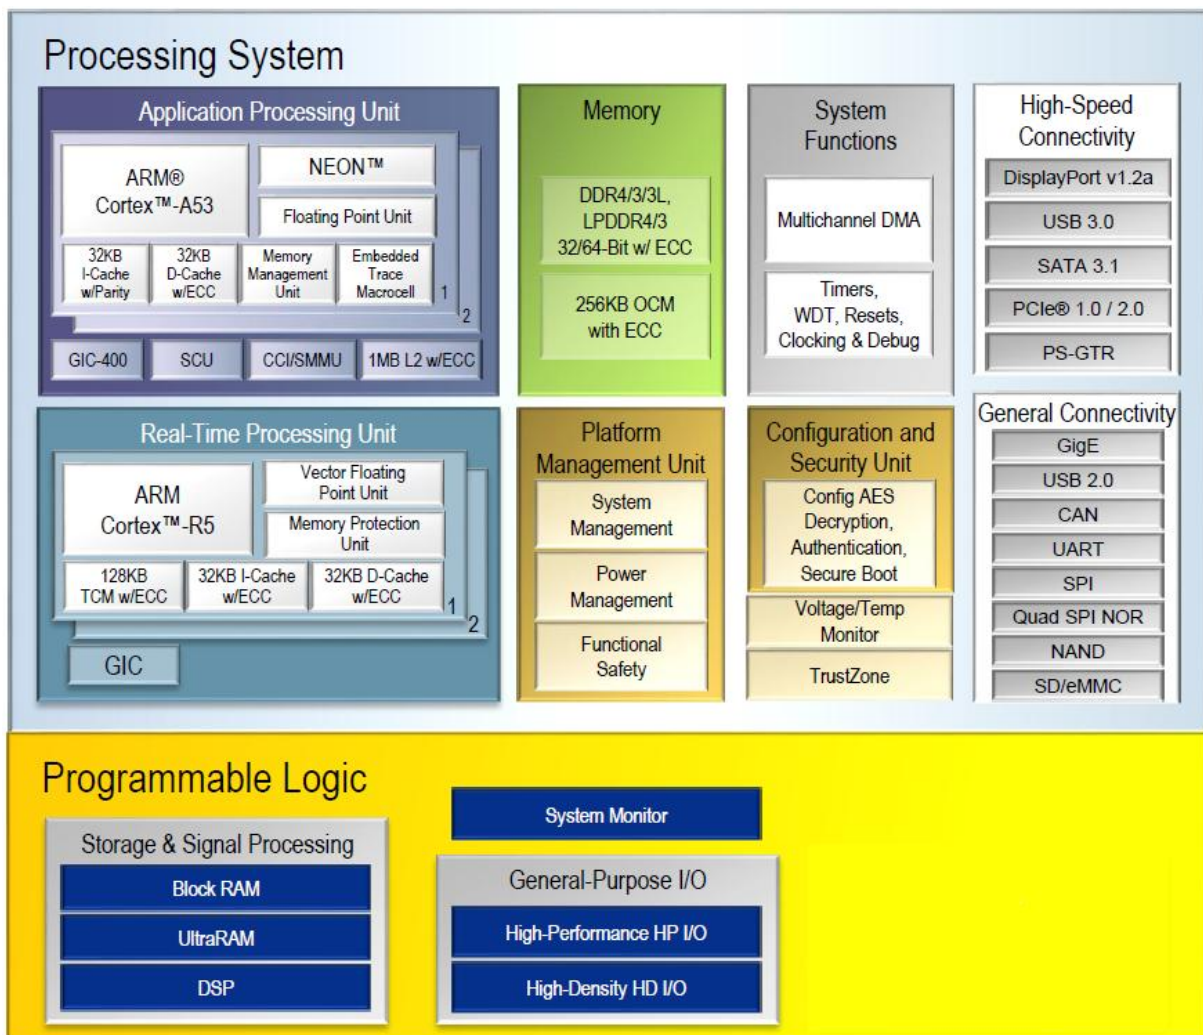 Processing System
Application Processing Unit
ARM®
Cortex™-A53
NEON™
Floating Point Unit
32KB
I-Cache
w/Parity
32KB
D-Cache
w/ECC
Memory
Management
Unit
Embedded
Trace
Macrocell
1
2
GIC-400
SCU
CCI/SMMU
1MB L2 w/ECC
Memory
DDR4/3/3L,
LPDDR4/3
32/64-Bit w/ ECC
256KB OCM
with ECC
System
Functions
Multichannel DMA
Timers,
WDT, Resets,
Clocking & Debug
High-Speed
Connectivity
DisplayPort v1.2a
USB 3.0
SATA 3.1
PCIe® 1.0 / 2.0
PS-GTR
Real-Time Processing Unit
ARM
Cortex™-R5
Vector Floating
Point Unit
Memory Protection
Unit
128KB
TCM w/ECC
32KB I-Cache
w/ECC
32KB D-Cache
w/ECC
1
2
GIC
Platform
Management Unit
System
Management
Power
Management
Functional
Safety
Configuration and
Security Unit
Config AES
Decryption,
Authentication,
Secure Boot
Voltage/Temp
Monitor
TrustZone
General Connectivity
GigE
USB 2.0
CAN
UART
SPI
Quad SPI NOR
NAND
SD/eMMC
Programmable Logic
Storage & Signal Processing
Block RAM
UltraRAM
DSP
System Monitor
General-Purpose I/O
High-Performance HP I/O
High-Density HD I/O